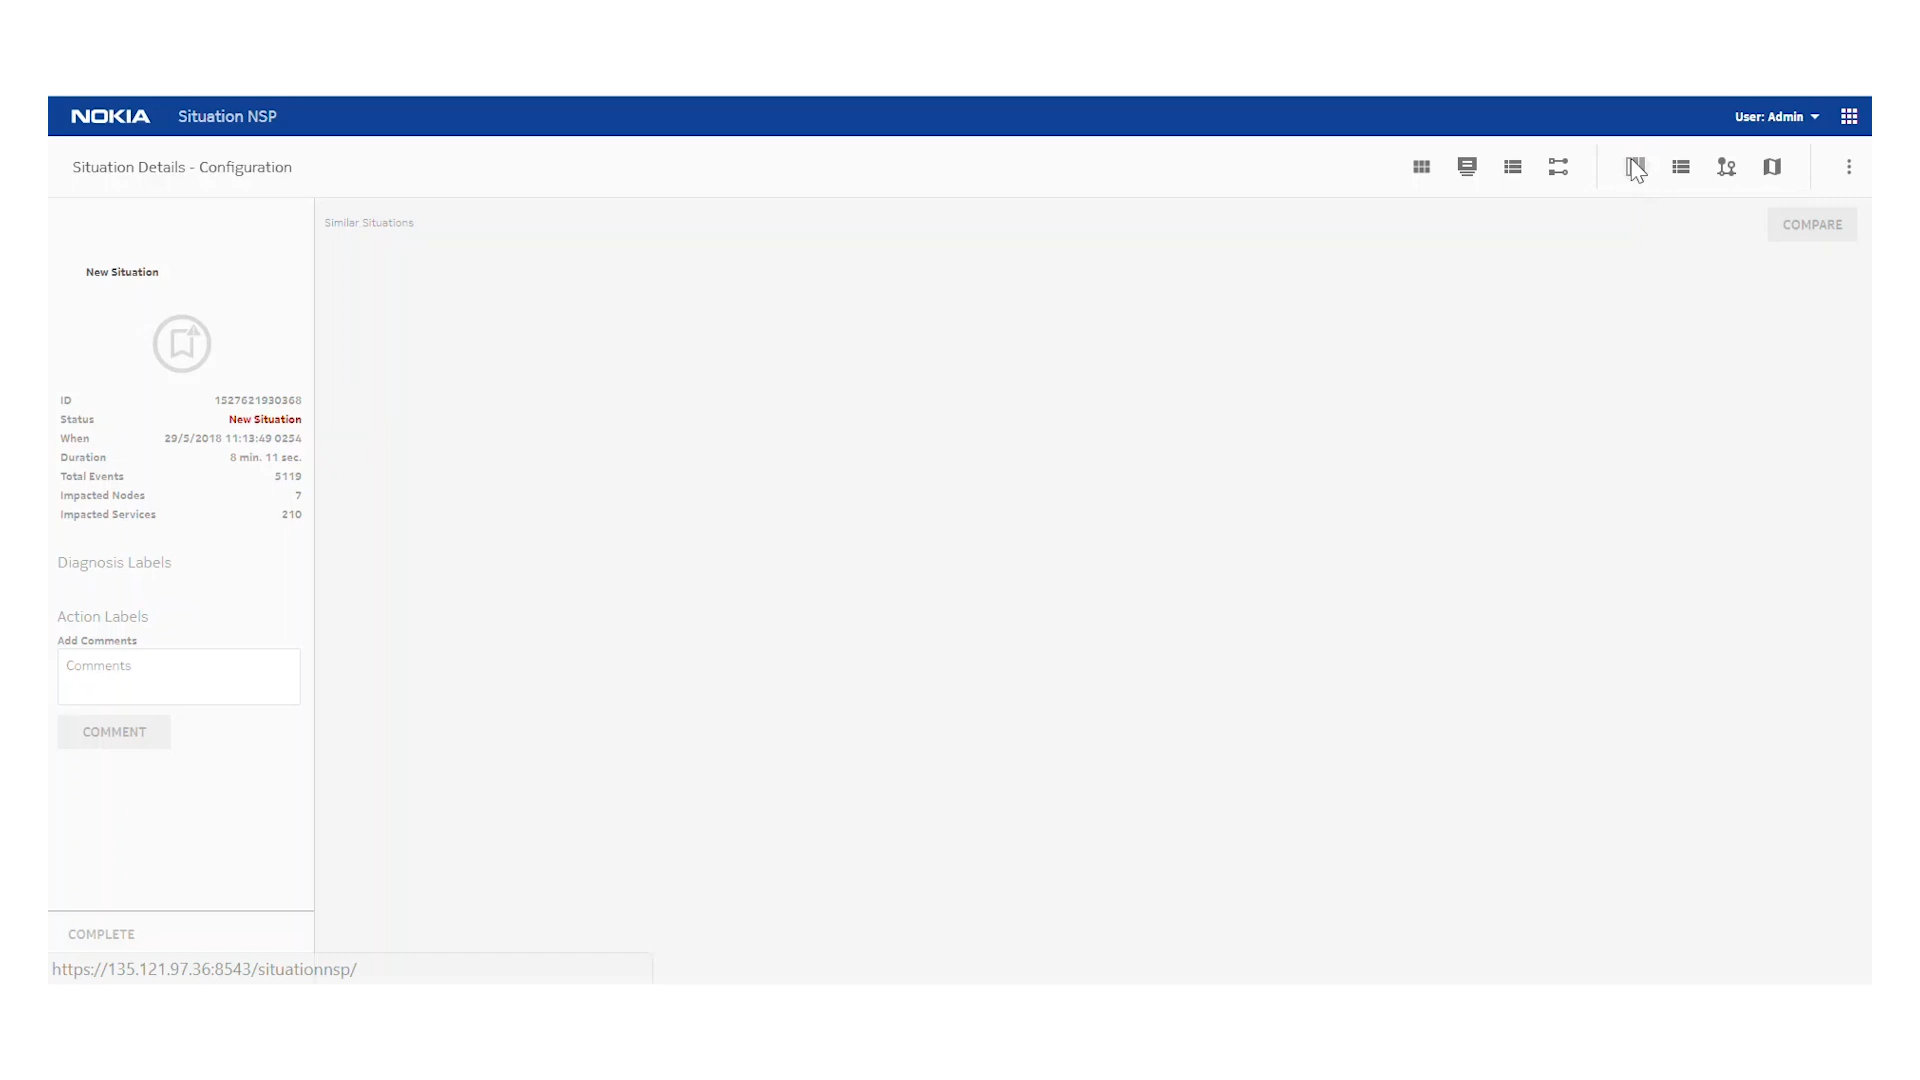 NOKIA Situation NSP User: Admin
Situation Details - Configuration
Similar Situations
COMPARE
New Situation
ID 1527621930368
Status New Situation
When 29/5/2018 11:13:49 0254
Duration 8 min. 11 sec.
Total Events 5119
Impacted Nodes 7
Impacted Services 210
Diagnosis Labels
Action Labels
Add Comments
Comments
COMMENT
COMPLETE
https://135.121.97.36:8543/situationnsp/